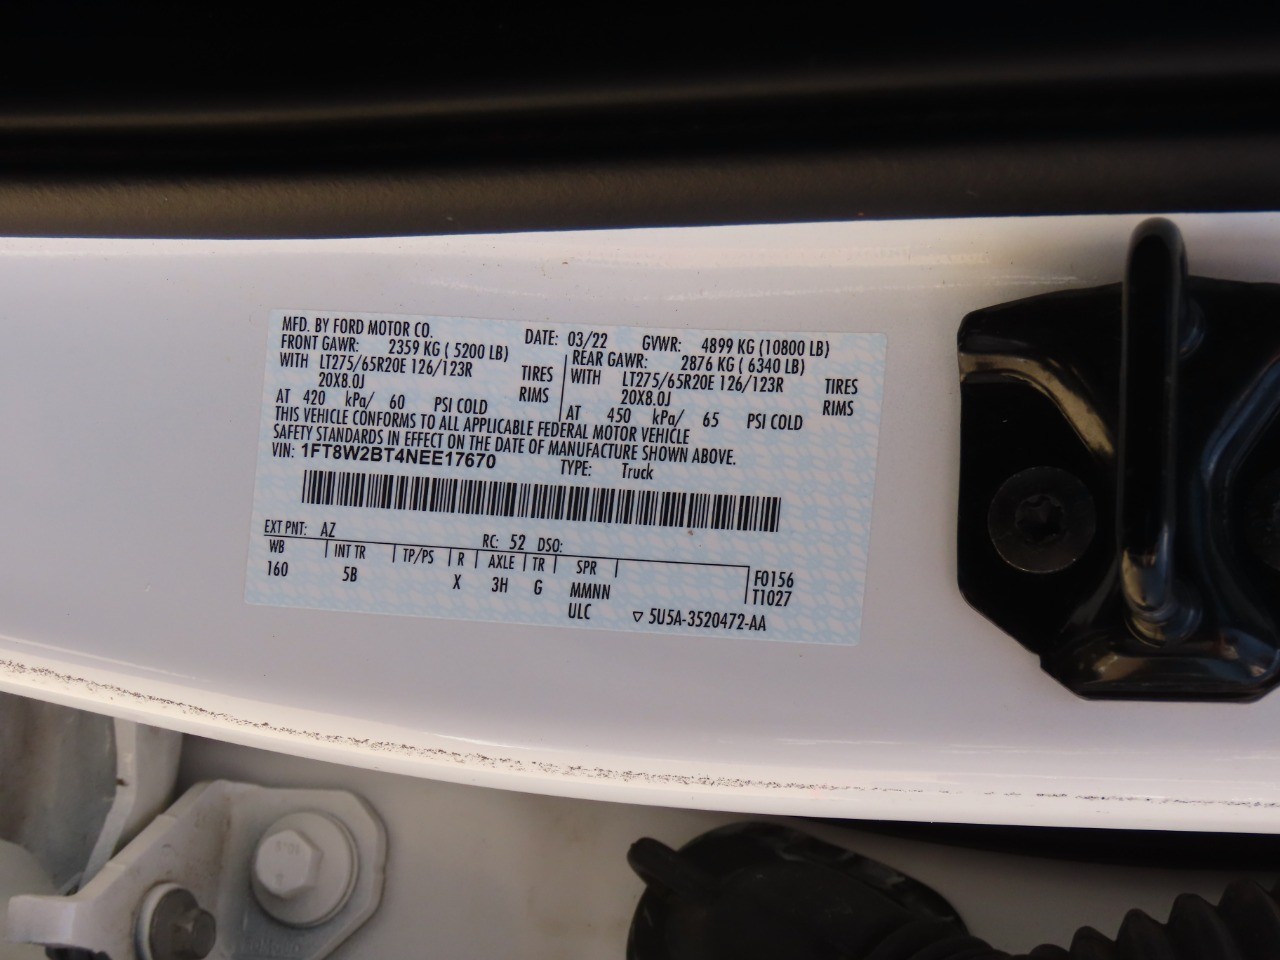 MFD. BY FORD MOTOR CO. DATE: 03/22 GVWR: 4899 KG (10800 LB)
FRONT GAWR: 2359 KG ( 5200 LB) REAR GAWR: 2876 KG ( 6340 LB)
WITH LT275/65R20E 126/123R TIRES WITH LT275/65R20E 126/123R TIRES
20X8.0J RIMS 20X8.0J RIMS
AT 420 kPa/ 60 PSI COLD AT 450 kPa/ 65 PSI COLD
THIS VEHICLE CONFORMS TO ALL APPLICABLE FEDERAL MOTOR VEHICLE
SAFETY STANDARDS IN EFFECT ON THE DATE OF MANUFACTURE SHOWN ABOVE.
VIN: 1FT8W2BT4NEE17670 TYPE: Truck
EXT PNT: AZ RC: 52 DSO:
WB INT TR TP/PS R AXLE TR SPR F0156
160 5B X 3H G MMNN T1027
ULC ▽ 5U5A-3520472-AA